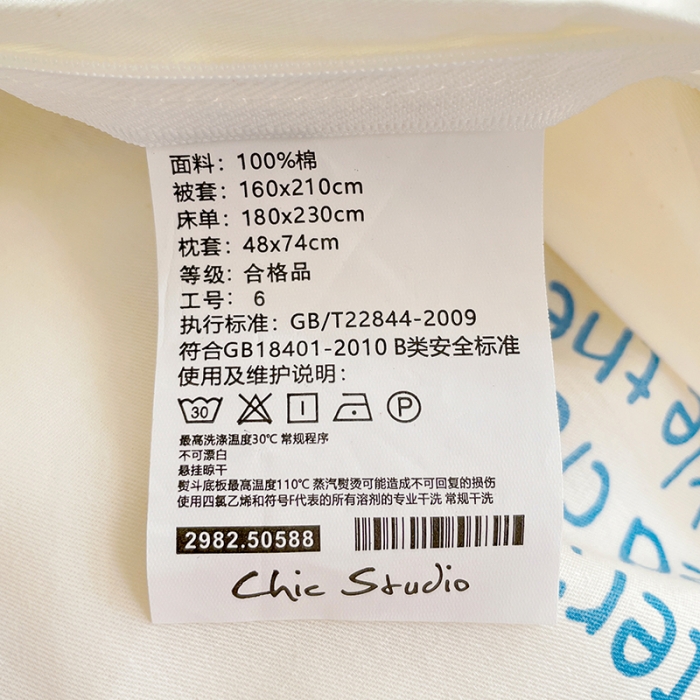 面料：100%棉
被套：160x210cm
床单：180x230cm
枕套：48x74cm
等级：合格品
工号： 6
执行标准：GB/T22844-2009
符合GB18401-2010 B类安全标准
使用及维护说明：
30 P
最高洗涤温度30℃ 常规程序
不可漂白
悬挂晾干
熨斗底板最高温度110℃ 蒸汽熨烫可能造成不可回复的损伤
使用四氯乙烯和符号F代表的所有溶剂的专业干洗 常规干洗
2982.50588
Chic Studio
the